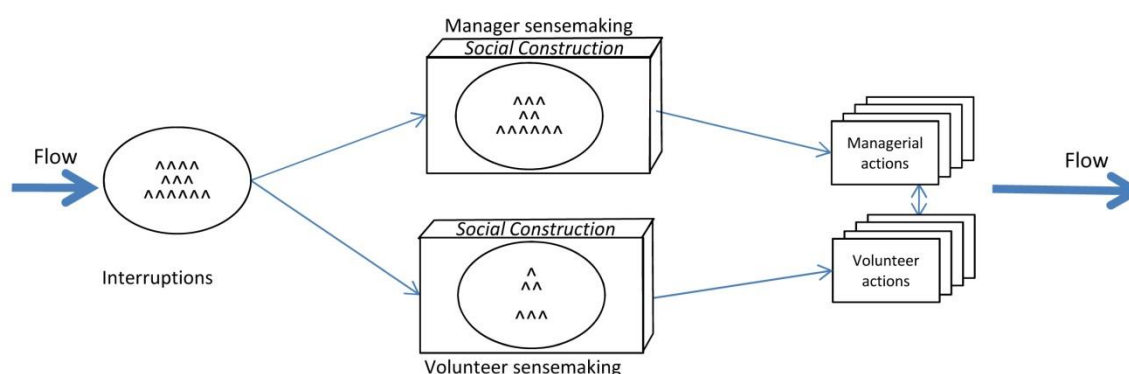 Manager sensemaking
Social Construction
^^^
^^
^^^^^^
Flow
^^^^
^^^
^^^^^^
Interruptions
Managerial
actions
Flow
Social Construction
^
^^
^^^
Volunteer sensemaking
Volunteer
actions